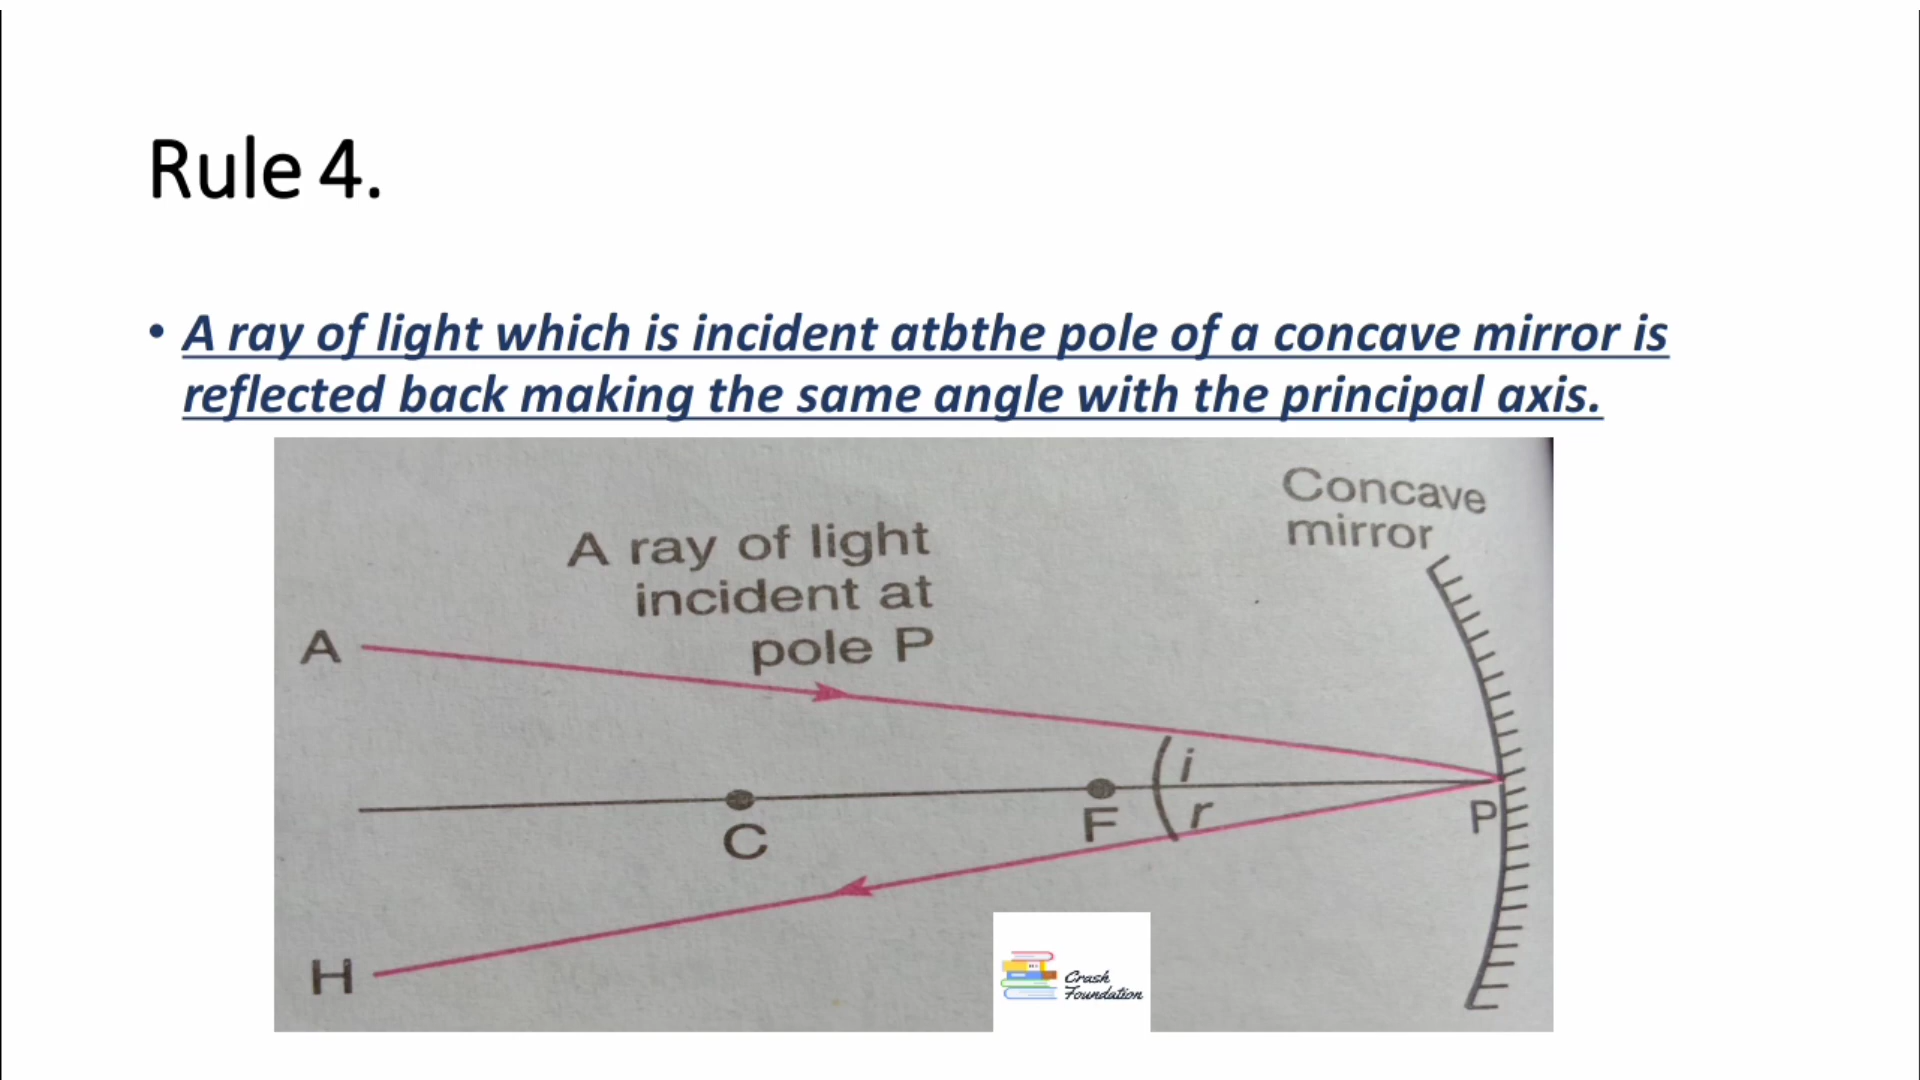 Rule 4.
• A ray of light which is incident atbthe pole of a concave mirror is
reflected back making the same angle with the principal axis.
Concave
mirror
A ray of light
incident at
pole P
A
i
r
C
F
P
H
Crash
Foundation